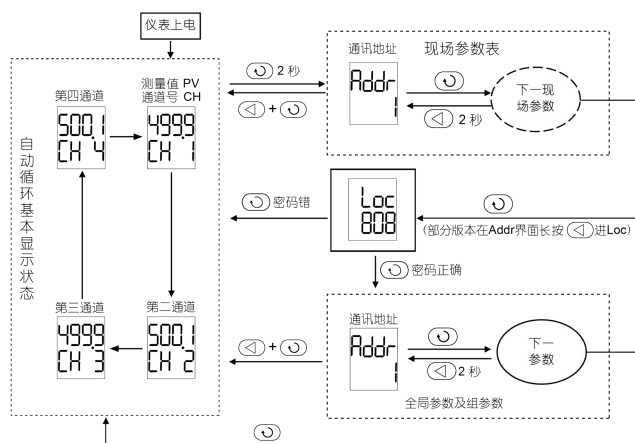 仪表上电
自动循环基本显示状态
第四通道
500.1
CH 4
测量值 PV
通道号 CH
499.9
CH 1
第三通道
499.9
CH 3
第二通道
500.1
CH 2
2 秒
+
通讯地址
现场参数表
Addr
1
2 秒
下一现
场参数
密码错
Loc
808
(部分版本在Addr界面长按 进Loc)
密码正确
+
通讯地址
Addr
1
2 秒
下一
参数
全局参数及组参数